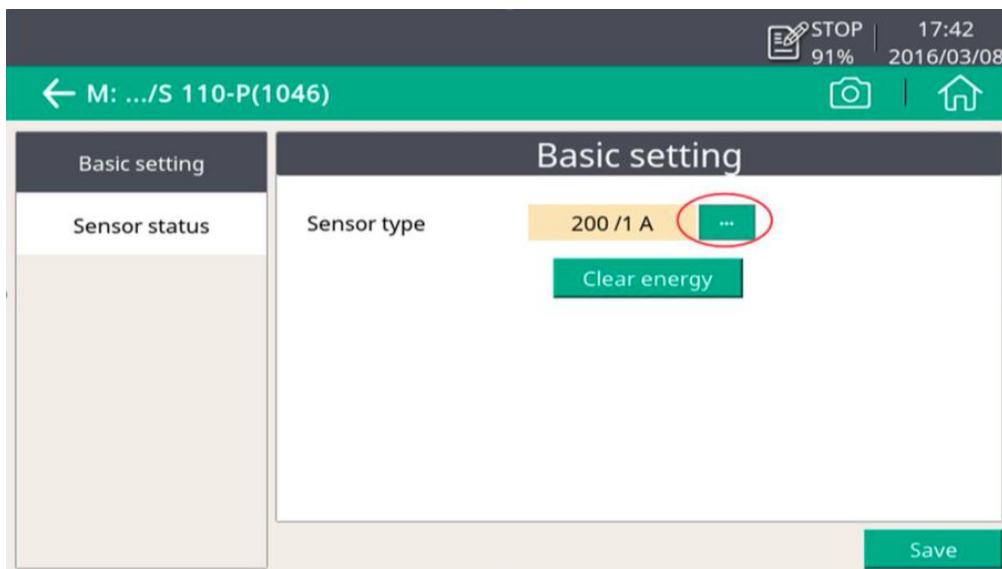 STOP
91%
17:42
2016/03/08
M: .../S 110-P(1046)
Basic setting
Sensor status
Basic setting
Sensor type
200 /1 A
...
Clear energy
Save